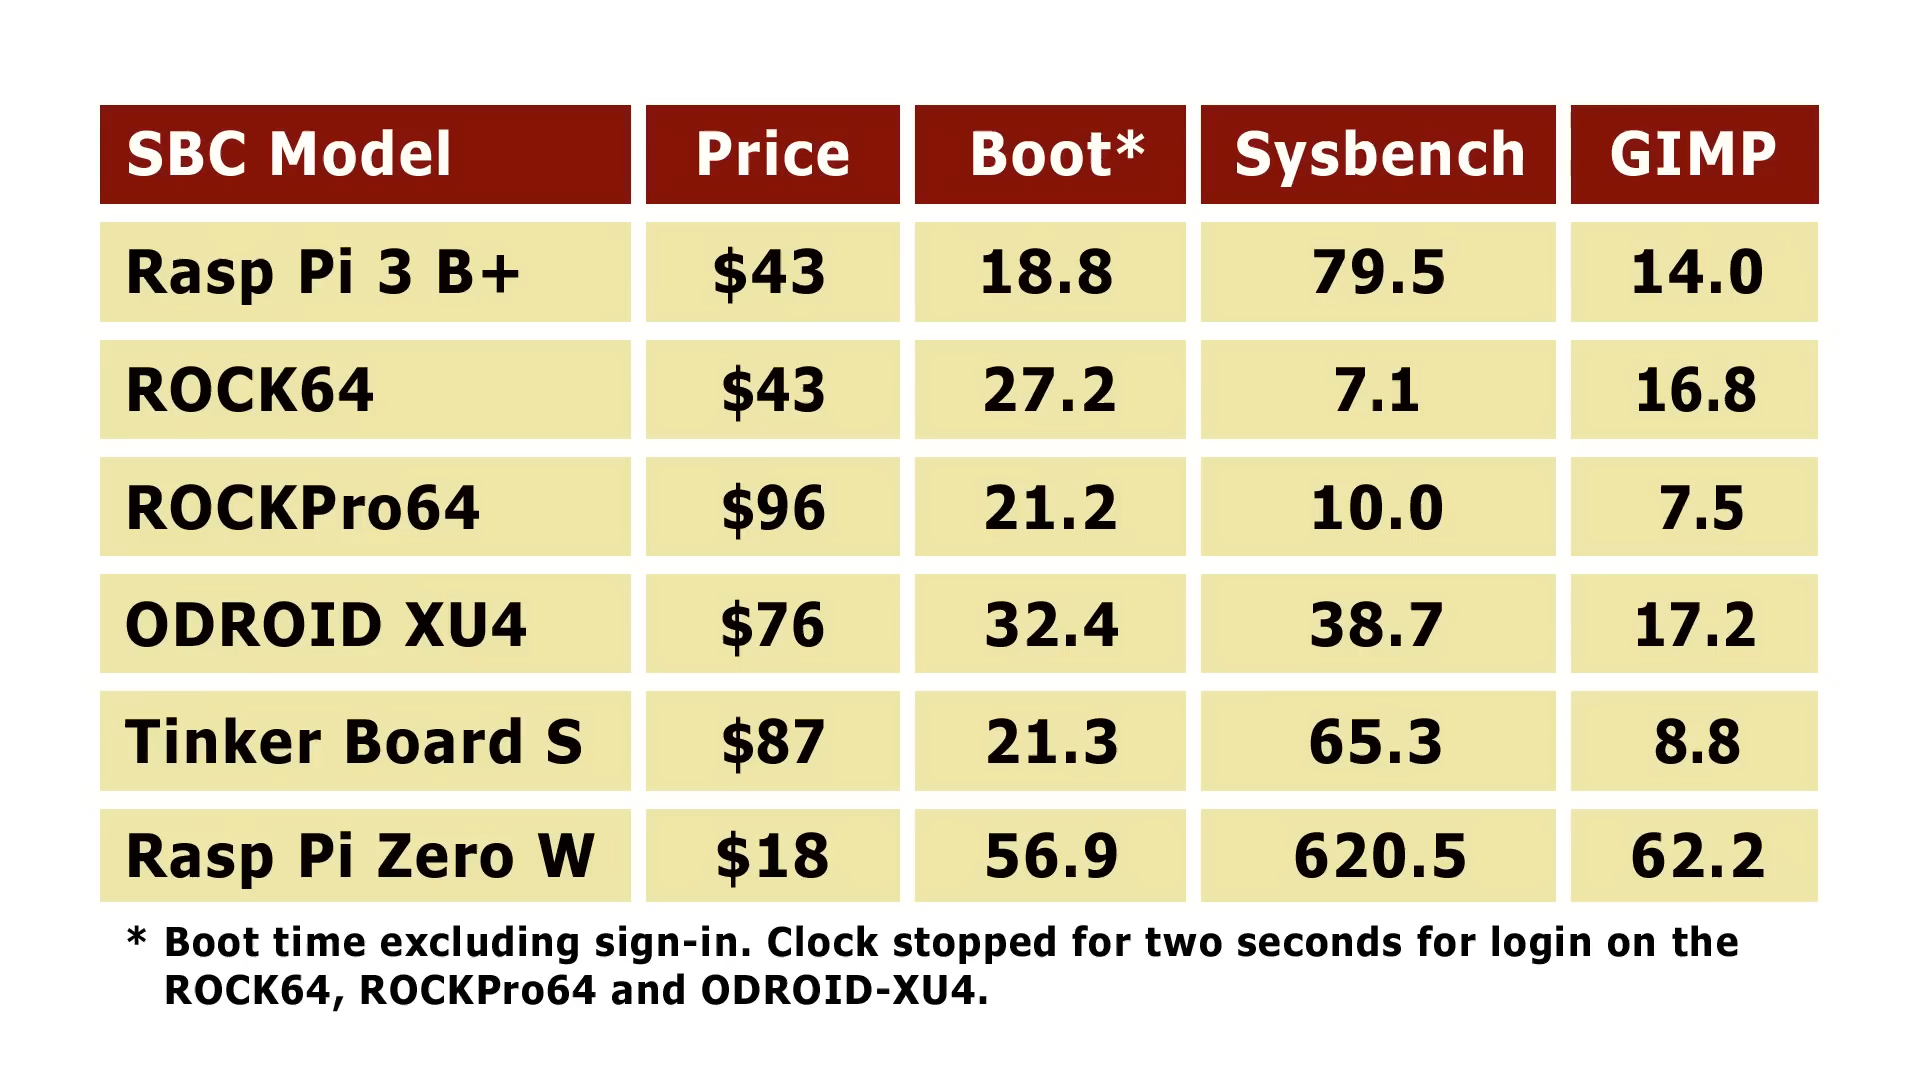 SBC Model Price Boot* Sysbench GIMP
Rasp Pi 3 B+ $43 18.8 79.5 14.0
ROCK64 $43 27.2 7.1 16.8
ROCKPro64 $96 21.2 10.0 7.5
ODROID XU4 $76 32.4 38.7 17.2
Tinker Board S $87 21.3 65.3 8.8
Rasp Pi Zero W $18 56.9 620.5 62.2
* Boot time excluding sign-in. Clock stopped for two seconds for login on the
ROCK64, ROCKPro64 and ODROID-XU4.